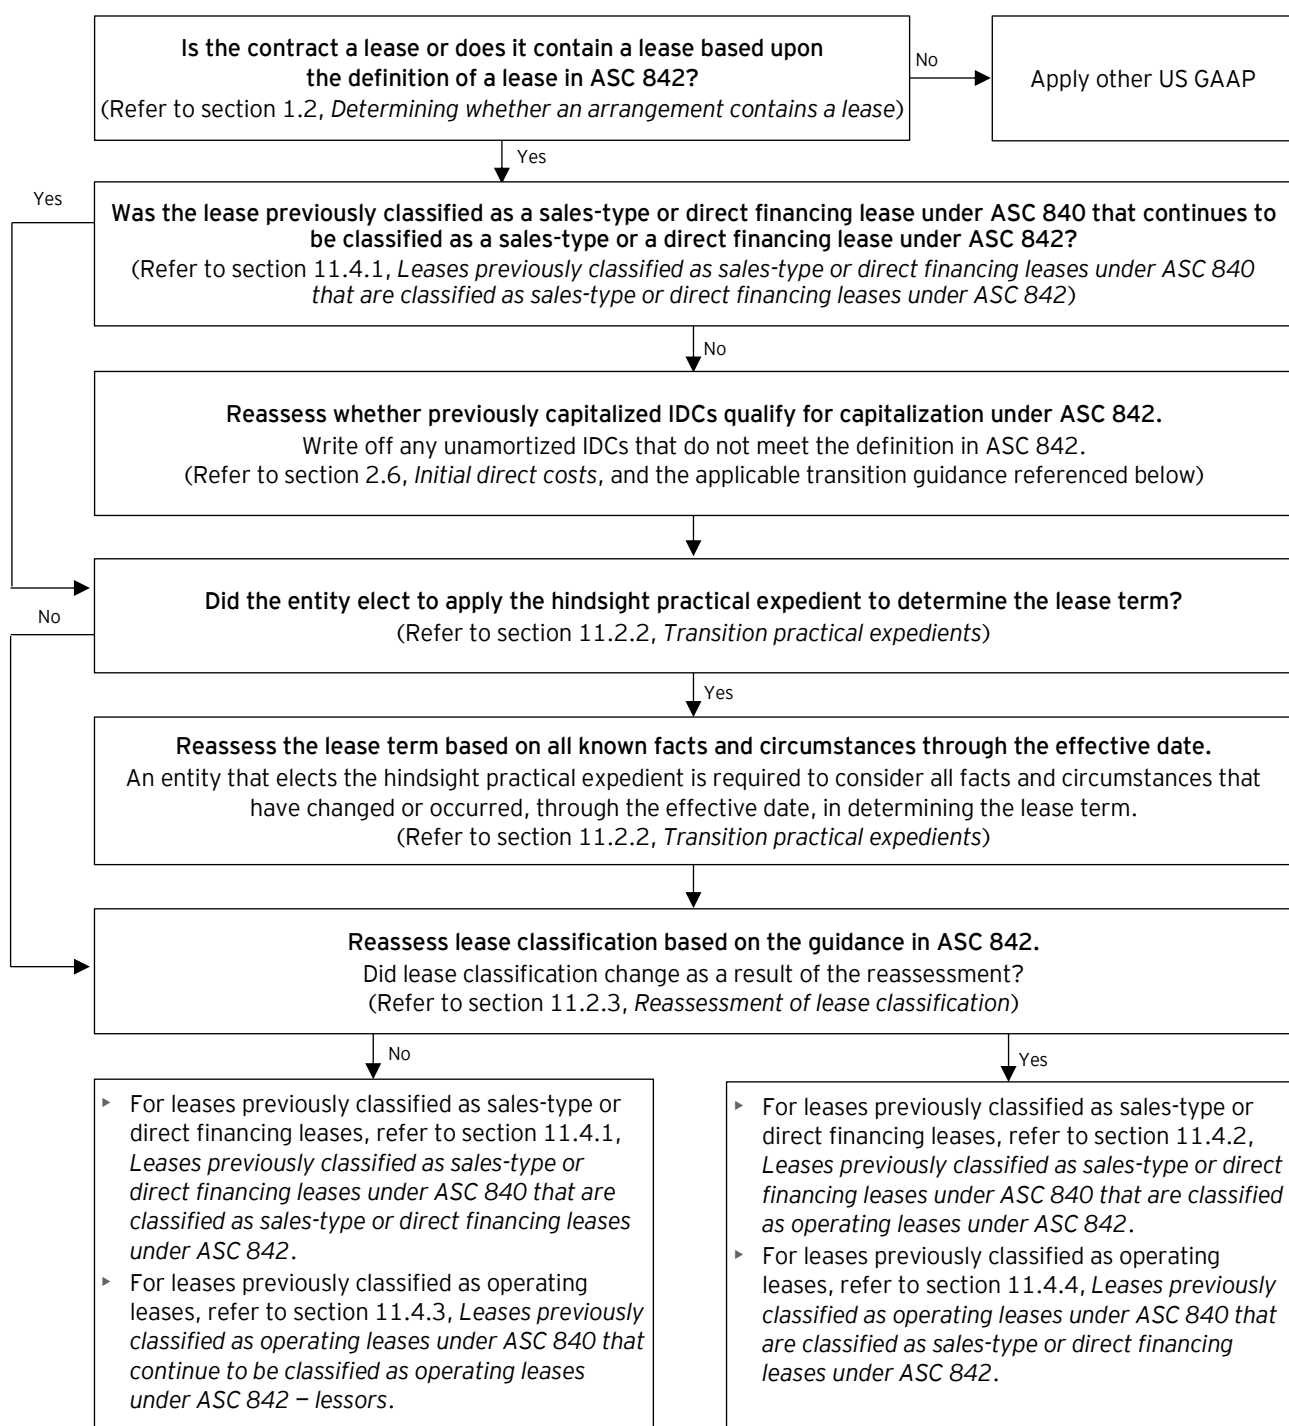 Is the contract a lease or does it contain a lease based upon
the definition of a lease in ASC 842?
(Refer to section 1.2, Determining whether an arrangement contains a lease)
No
Apply other US GAAP
Yes
Yes
Was the lease previously classified as a sales-type or direct financing lease under ASC 840 that continues to
be classified as a sales-type or a direct financing lease under ASC 842?
(Refer to section 11.4.1, Leases previously classified as sales-type or direct financing leases under ASC 840
that are classified as sales-type or direct financing leases under ASC 842)
No
Reassess whether previously capitalized IDCs qualify for capitalization under ASC 842.
Write off any unamortized IDCs that do not meet the definition in ASC 842.
(Refer to section 2.6, Initial direct costs, and the applicable transition guidance referenced below)
Did the entity elect to apply the hindsight practical expedient to determine the lease term?
(Refer to section 11.2.2, Transition practical expedients)
No
Yes
Reassess the lease term based on all known facts and circumstances through the effective date.
An entity that elects the hindsight practical expedient is required to consider all facts and circumstances that
have changed or occurred, through the effective date, in determining the lease term.
(Refer to section 11.2.2, Transition practical expedients)
Reassess lease classification based on the guidance in ASC 842.
Did lease classification change as a result of the reassessment?
(Refer to section 11.2.3, Reassessment of lease classification)
No
Yes
▸ For leases previously classified as sales-type or
direct financing leases, refer to section 11.4.1,
Leases previously classified as sales-type or
direct financing leases under ASC 840 that are
classified as sales-type or direct financing leases
under ASC 842.
▸ For leases previously classified as operating
leases, refer to section 11.4.3, Leases previously
classified as operating leases under ASC 840 that
continue to be classified as operating leases
under ASC 842 – lessors.
▸ For leases previously classified as sales-type or
direct financing leases, refer to section 11.4.2,
Leases previously classified as sales-type or direct
financing leases under ASC 840 that are classified
as operating leases under ASC 842.
▸ For leases previously classified as operating
leases, refer to section 11.4.4, Leases previously
classified as operating leases under ASC 840 that
are classified as sales-type or direct financing
leases under ASC 842.